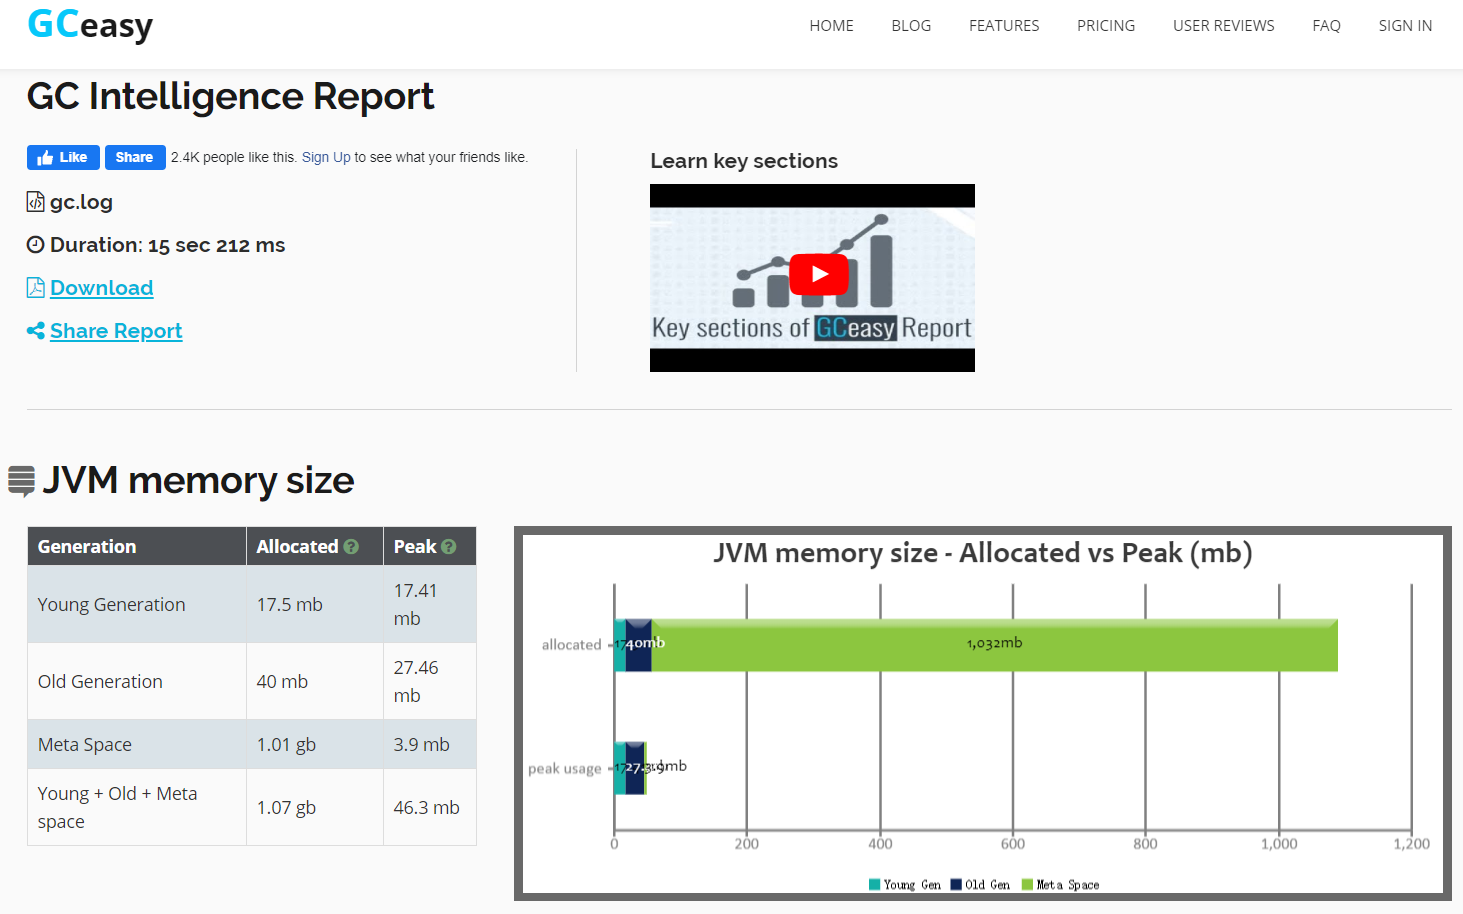 GCeasy
HOME BLOG FEATURES PRICING USER REVIEWS FAQ SIGN IN
GC Intelligence Report
Like Share 2.4K people like this. Sign Up to see what your friends like.
gc.log
Duration: 15 sec 212 ms
Download
Share Report
Learn key sections
Key sections of GCeasy Report
JVM memory size
Generation Allocated ? Peak ?
Young Generation 17.5 mb 17.41 mb
Old Generation 40 mb 27.46 mb
Meta Space 1.01 gb 3.9 mb
Young + Old + Meta space 1.07 gb 46.3 mb
JVM memory size - Allocated vs Peak (mb)
allocated 40mb 1,032mb
peak usage
0 200 400 600 800 1,000 1,200
Young Gen Old Gen Meta Space